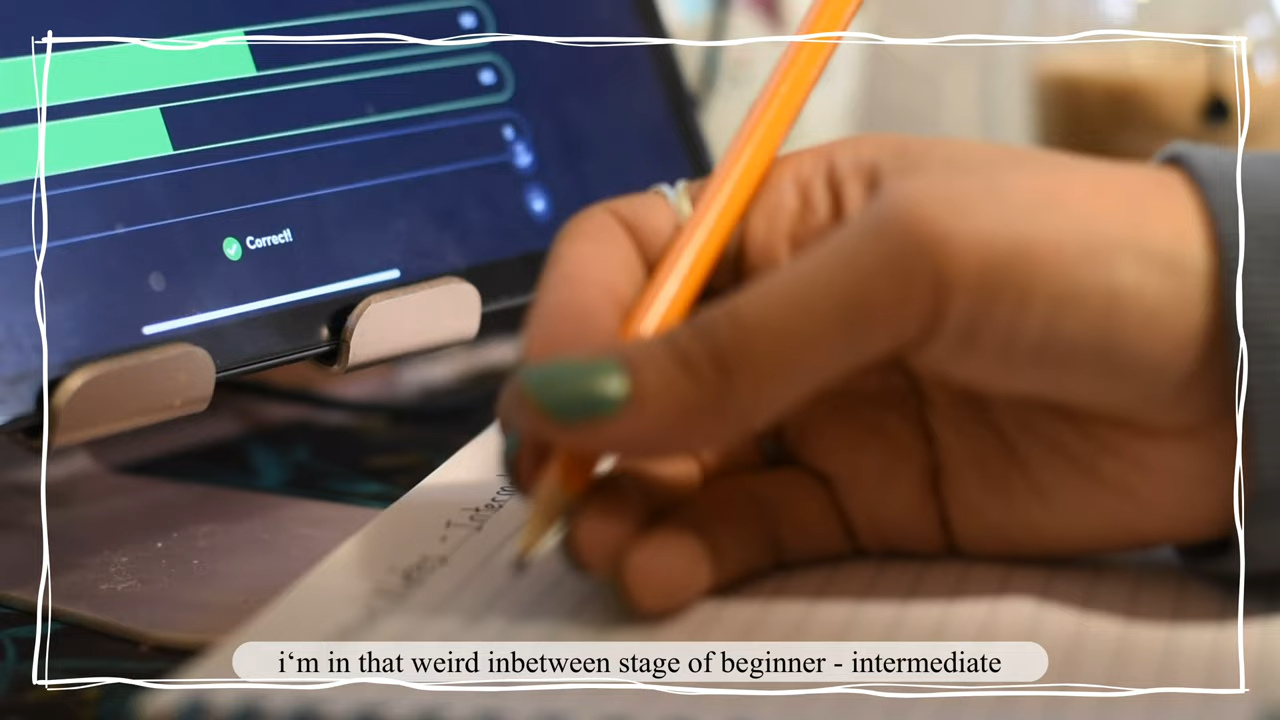 Correct!
i‘m in that weird inbetween stage of beginner - intermediate